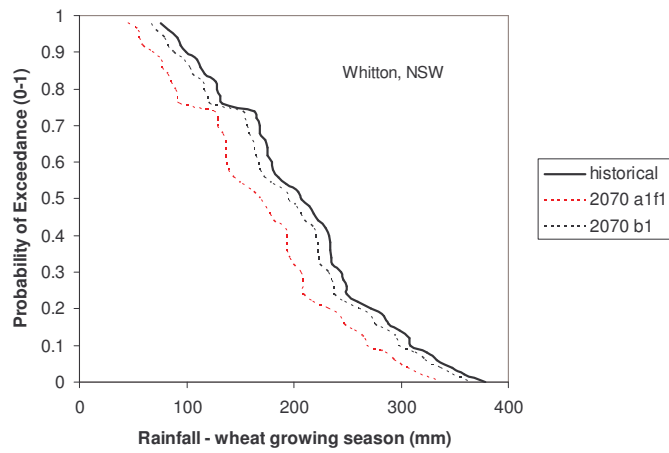 1
0.9
0.8
0.7
0.6
0.5
0.4
0.3
0.2
0.1
0
Probability of Exceedance (0-1)
Whitton, NSW
historical
2070 a1f1
2070 b1
0 100 200 300 400
Rainfall - wheat growing season (mm)